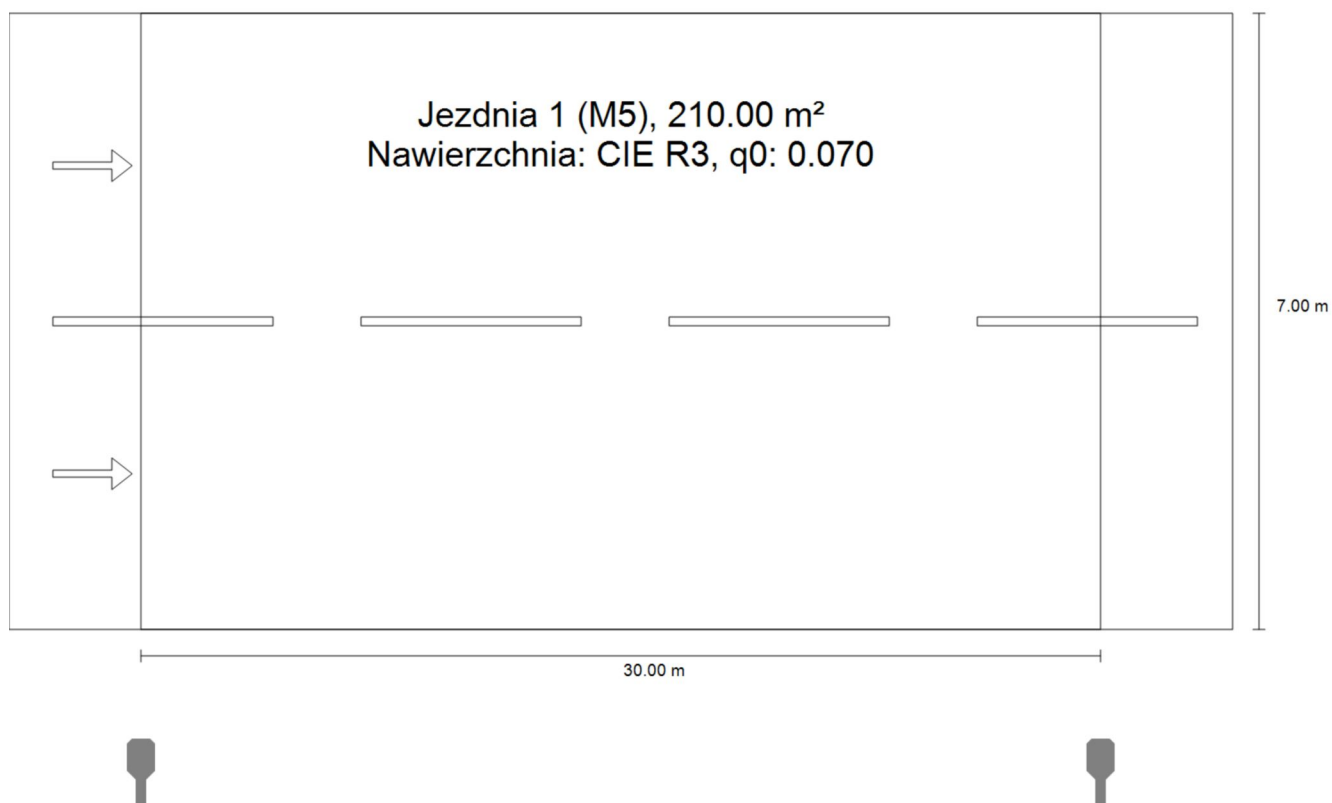 Jezdnia 1 (M5), 210.00 m²
Nawierzchnia: CIE R3, q0: 0.070
7.00 m
30.00 m